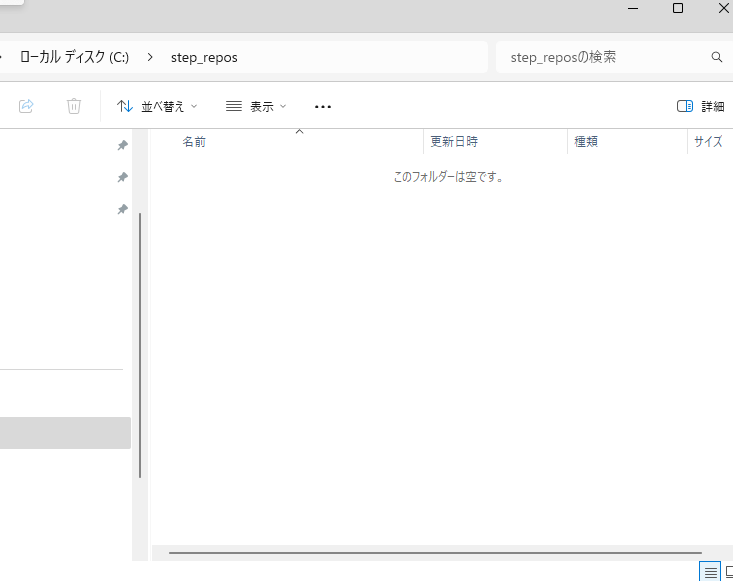 ローカル ディスク (C:) > step_repos
step_reposの検索
並べ替え
表示
詳細
名前
更新日時
種類
サイズ
このフォルダーは空です。